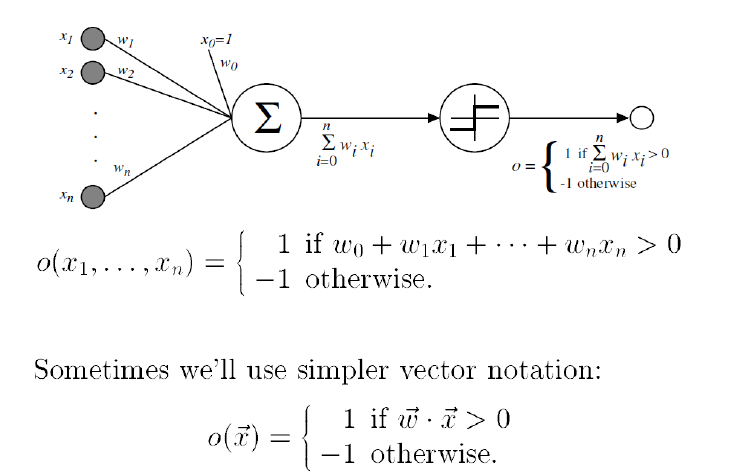 x₁ w₁ x₀=1
x₂ w₂ w₀
.
.
.
Σ
xₙ wₙ
n
Σ wᵢ xᵢ
i=0
o = { 1 if Σ wᵢ xᵢ > 0
n
i=0
-1 otherwise
o(x₁, . . . , xₙ) = { 1 if w₀ + w₁x₁ + · · · + wₙxₙ > 0
−1 otherwise.
Sometimes we'll use simpler vector notation:
o(x⃗) = { 1 if w⃗ · x⃗ > 0
−1 otherwise.